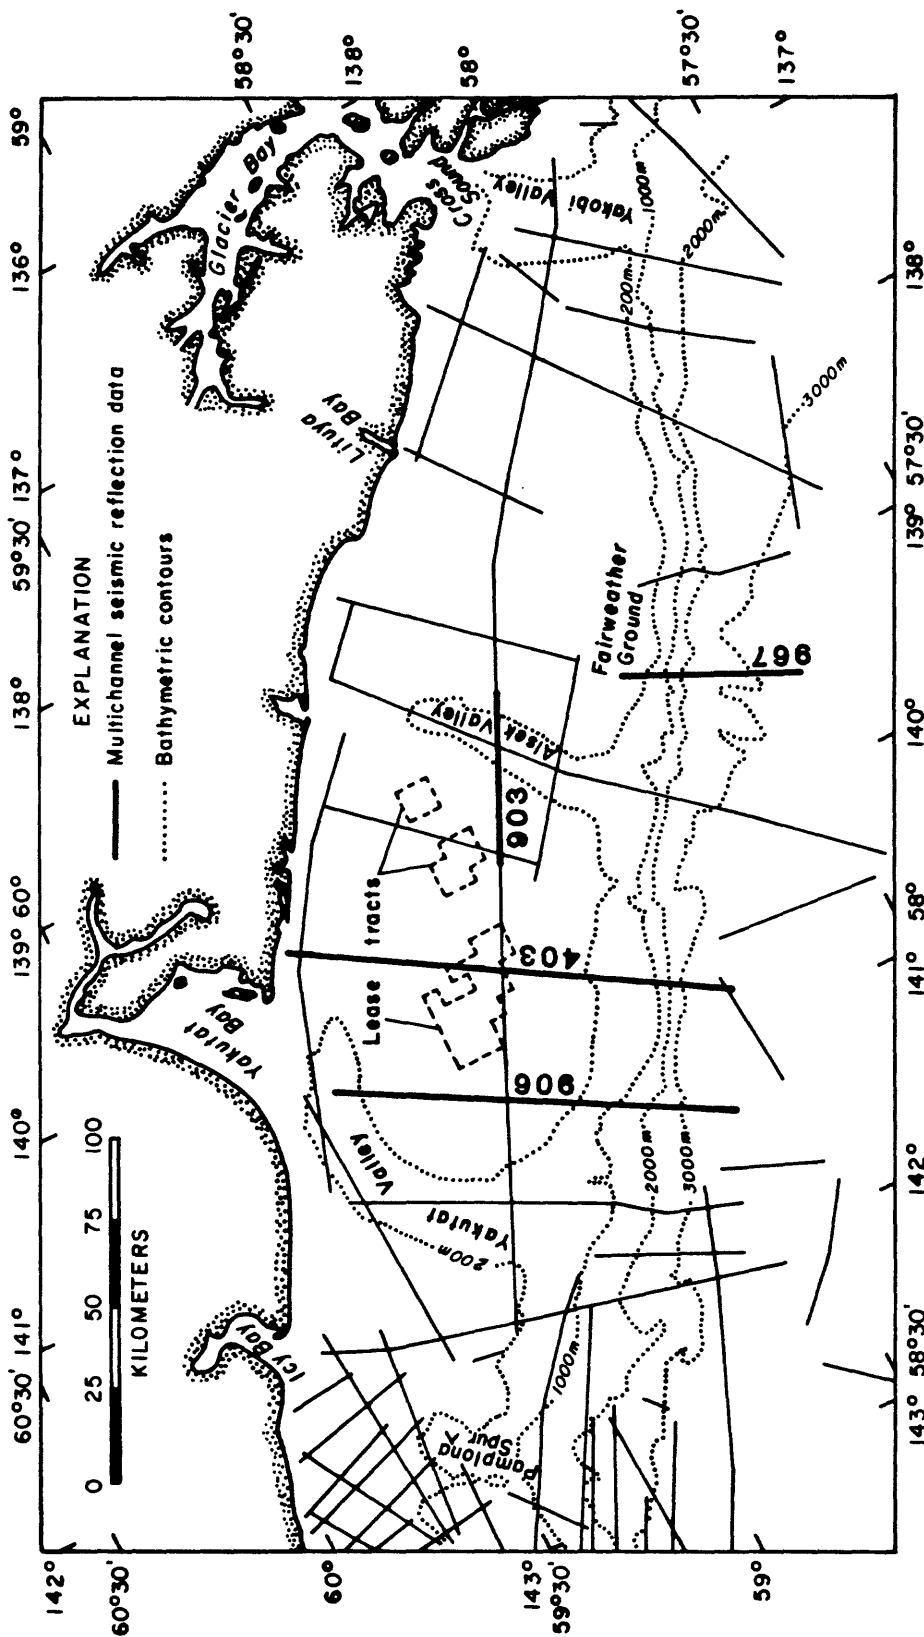 142°
60°30'
60°
143°
59°30'
59°
60°30'
141°
140°
139°
60°
138°
59°30'
137°
136°
59°
58°30'
138°
58°
57°30'
137°
143°
58°30'
142°
141°
58°
140°
139°
57°30'
138°
0 25 50 75 100
KILOMETERS
EXPLANATION
Multichannel seismic reflection data
Bathymetric contours
Icy Bay
Yakutat
Bay
Lituya
Bay
Glacier Bay
Cross
Sound
Pamplona
Spur
Yakutat Valley
Lease tracts
Alsek Valley
Fairweather
Ground
Yakobi Valley
906
403
903
967
200m
1000m
2000m
3000m
200m
1000m
2000m
3000m